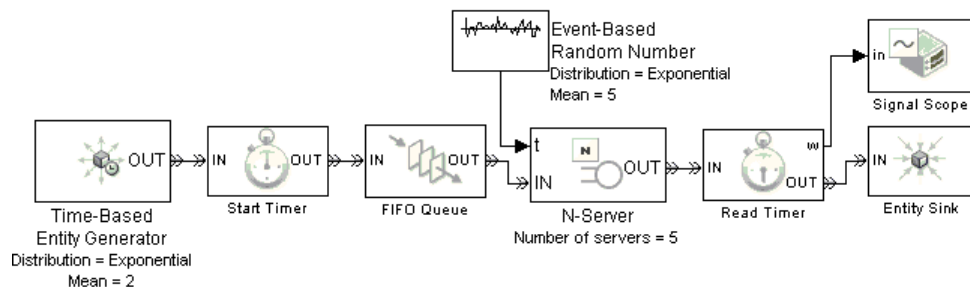 Event-Based
Random Number
Distribution = Exponential
Mean = 5
in
Signal Scope
OUT
Time-Based
Entity Generator
Distribution = Exponential
Mean = 2
IN
OUT
Start Timer
IN
OUT
FIFO Queue
t
N
IN
OUT
N-Server
Number of servers = 5
IN
w
OUT
Read Timer
IN
Entity Sink